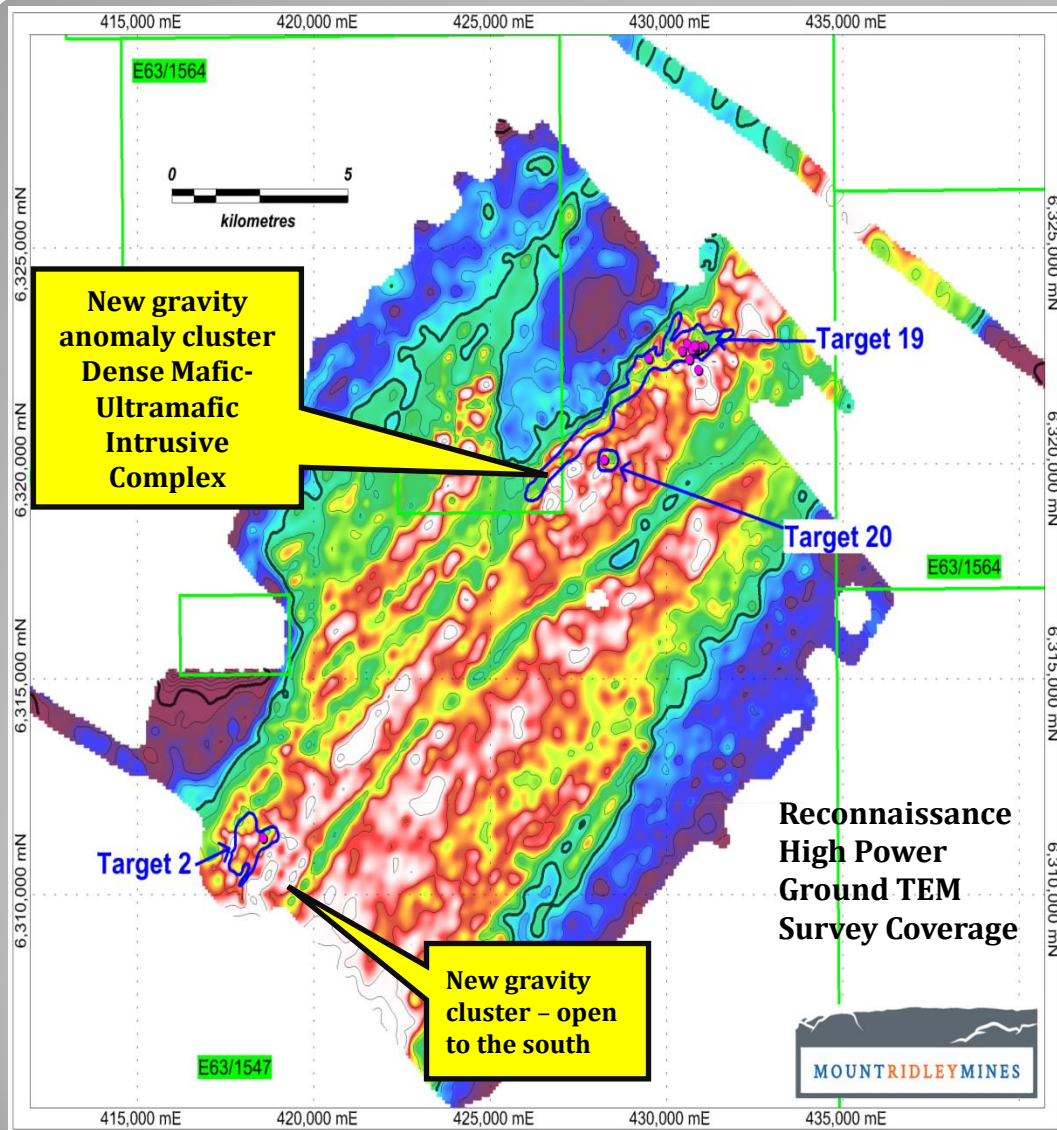 415,000 mE 420,000 mE 425,000 mE 430,000 mE 435,000 mE
E63/1564
0 5
kilometres
6,325,000 mN
6,325,000 mN
New gravity
anomaly cluster
Dense Mafic-
Ultramafic
Intrusive
Complex
Target 19
6,320,000 mN
6,320,000 mN
Target 20
E63/1564
6,315,000 mN
6,315,000 mN
Reconnaissance
High Power
Ground TEM
Survey Coverage
Target 2
6,310,000 mN
6,310,000 mN
New gravity
cluster – open
to the south
E63/1547
MOUNTRIDLEYMINES
415,000 mE 420,000 mE 425,000 mE 430,000 mE 435,000 mE